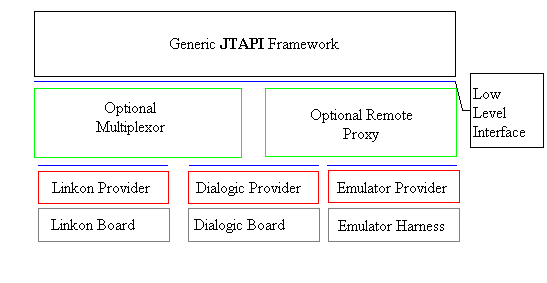 Generic JTAPI Framework
Optional
Multiplexor
Optional Remote
Proxy
Low
Level
Interface
Linkon Provider
Dialogic Provider
Emulator Provider
Linkon Board
Dialogic Board
Emulator Harness